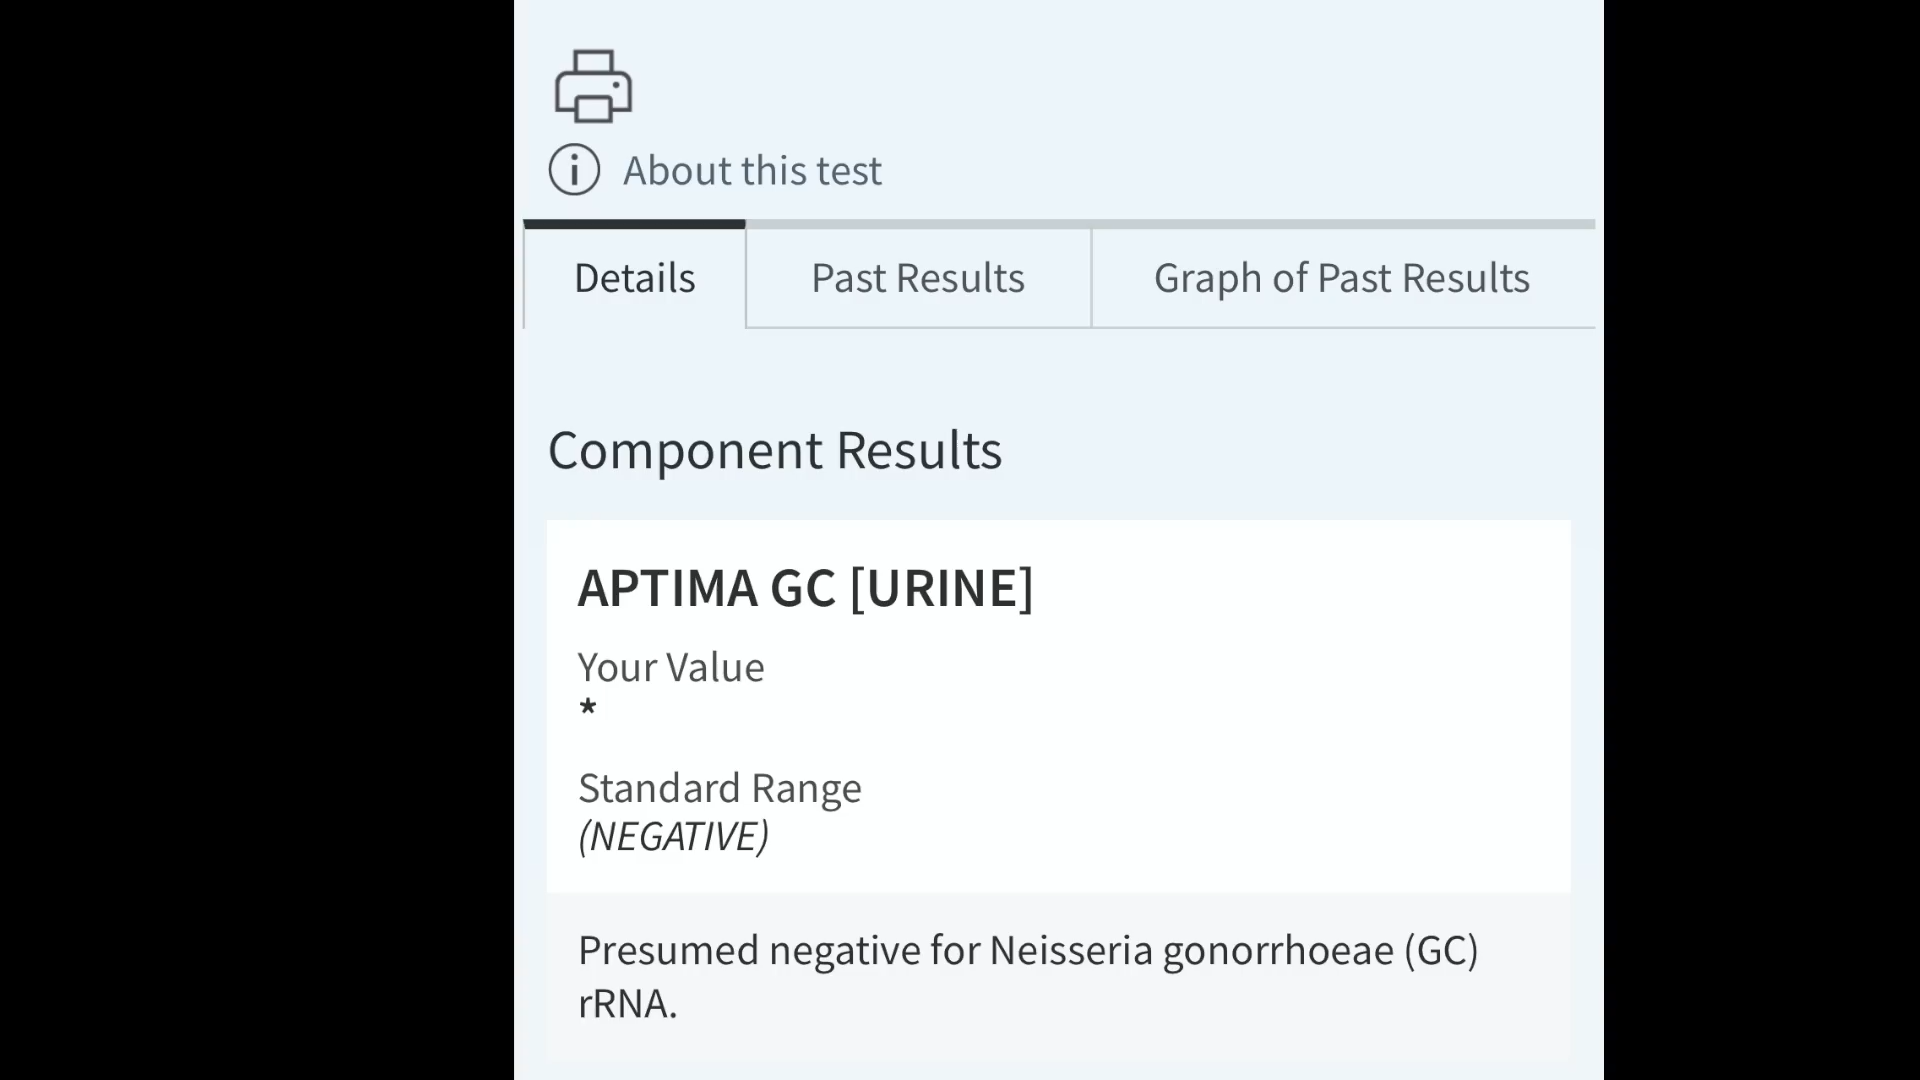 About this test
Details
Past Results
Graph of Past Results
Component Results
APTIMA GC [URINE]
Your Value
*
Standard Range
(NEGATIVE)
Presumed negative for Neisseria gonorrhoeae (GC)
rRNA.